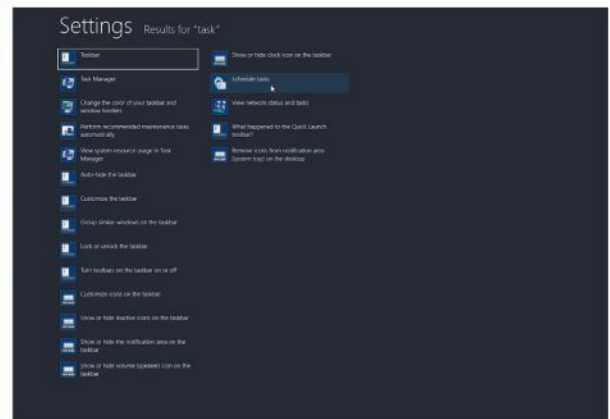 Settings Results for "task"
Taskbar
Task Manager
Change the color of your taskbar and
window borders
Perform recommended maintenance tasks
automatically
View system resource usage in Task
Manager
Auto-hide the taskbar
Customize the taskbar
Group similar windows on the taskbar
Lock or unlock the taskbar
Turn toolbars on the taskbar on or off
Customize icons on the taskbar
Show or hide inactive icons on the taskbar
Show or hide the notification area on the
taskbar
Show or hide volume (speaker) icon on the
taskbar
Show or hide clock icon on the taskbar
Schedule tasks
View network status and tasks
What happened to the Quick Launch
toolbar?
Remove icons from notification area
(system tray) on the desktop